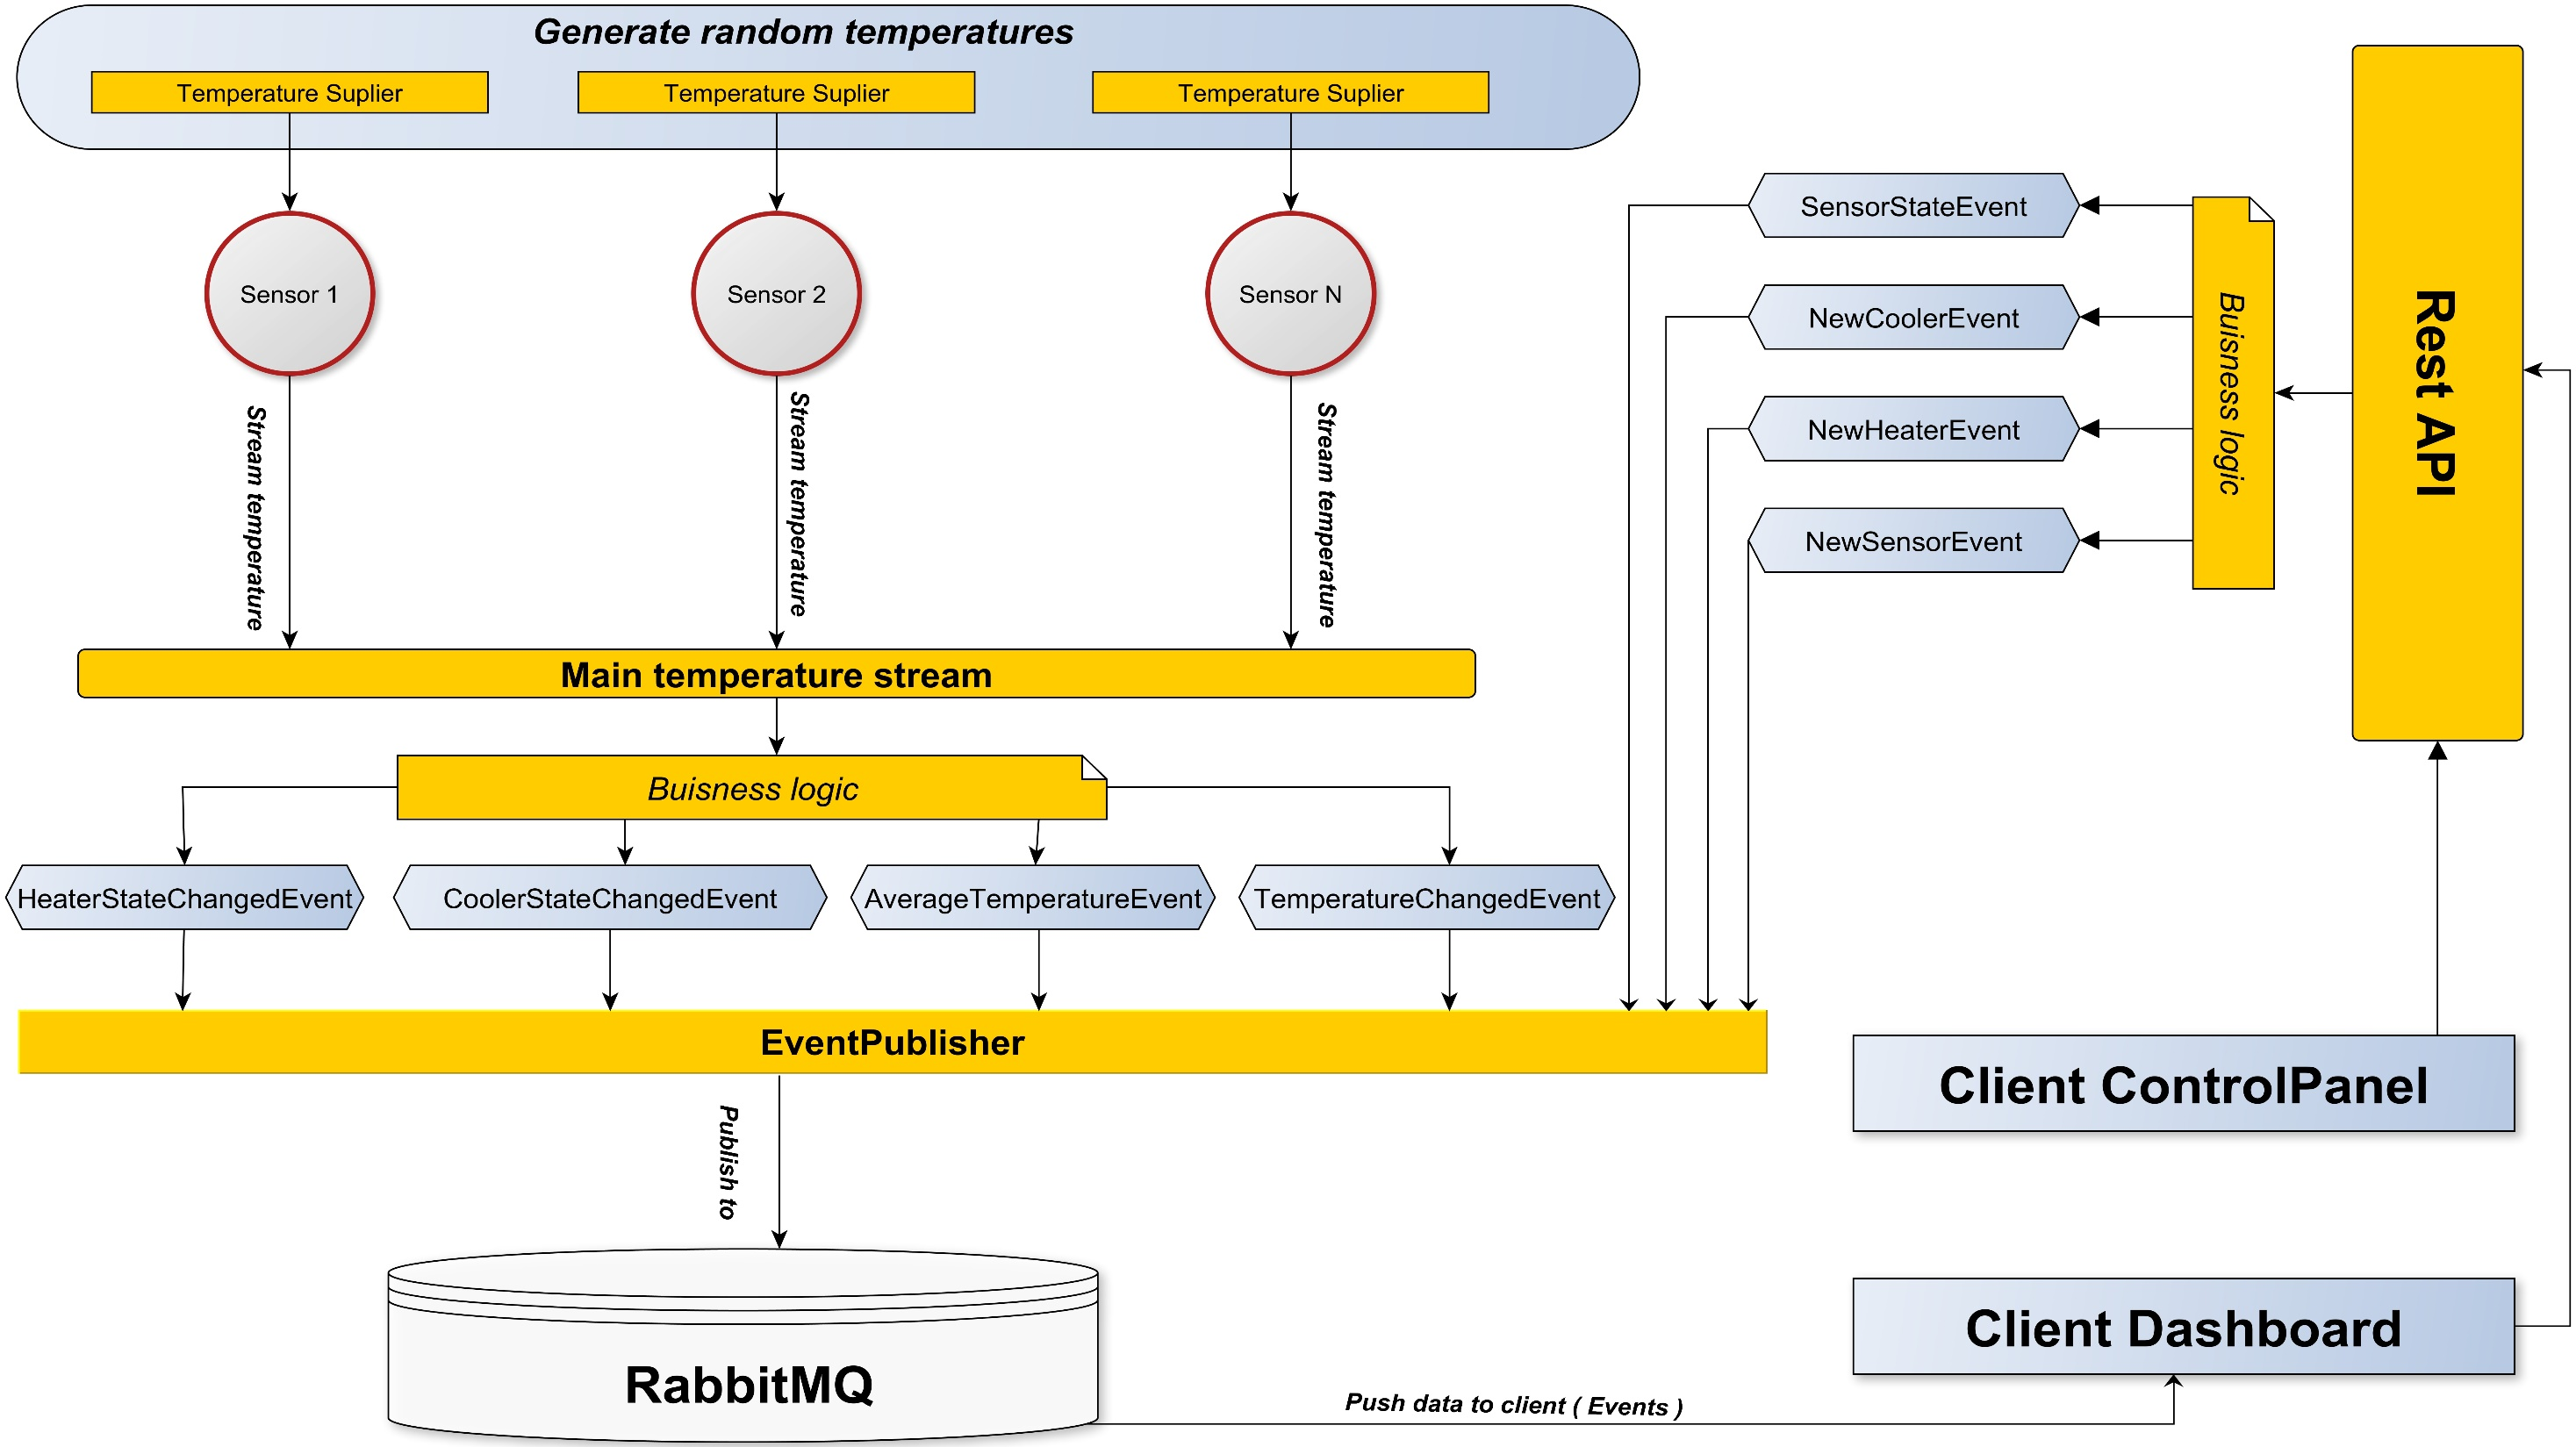 Generate random temperatures
Temperature Suplier
Temperature Suplier
Temperature Suplier
Sensor 1
Sensor 2
Sensor N
Stream temperature
Stream temperature
Stream temperature
Main temperature stream
Buisness logic
HeaterStateChangedEvent
CoolerStateChangedEvent
AverageTemperatureEvent
TemperatureChangedEvent
EventPublisher
Publish to
RabbitMQ
Push data to client ( Events )
SensorStateEvent
NewCoolerEvent
NewHeaterEvent
NewSensorEvent
Buisness logic
Rest API
Client ControlPanel
Client Dashboard